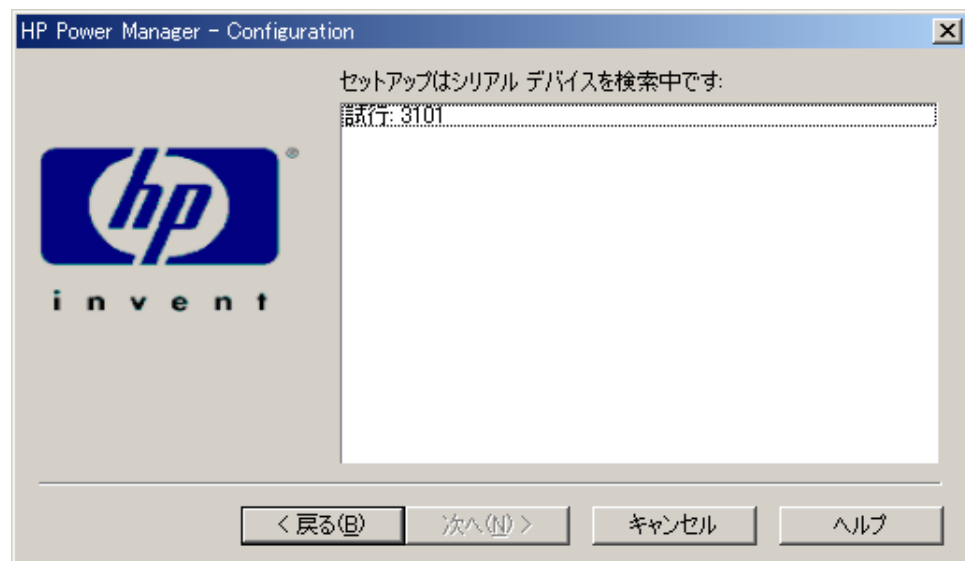 HP Power Manager - Configuration
セットアップはシリアル デバイスを検索中です:
試行: 3101
hp
®
invent
< 戻る(B)
次へ(N) >
キャンセル
ヘルプ